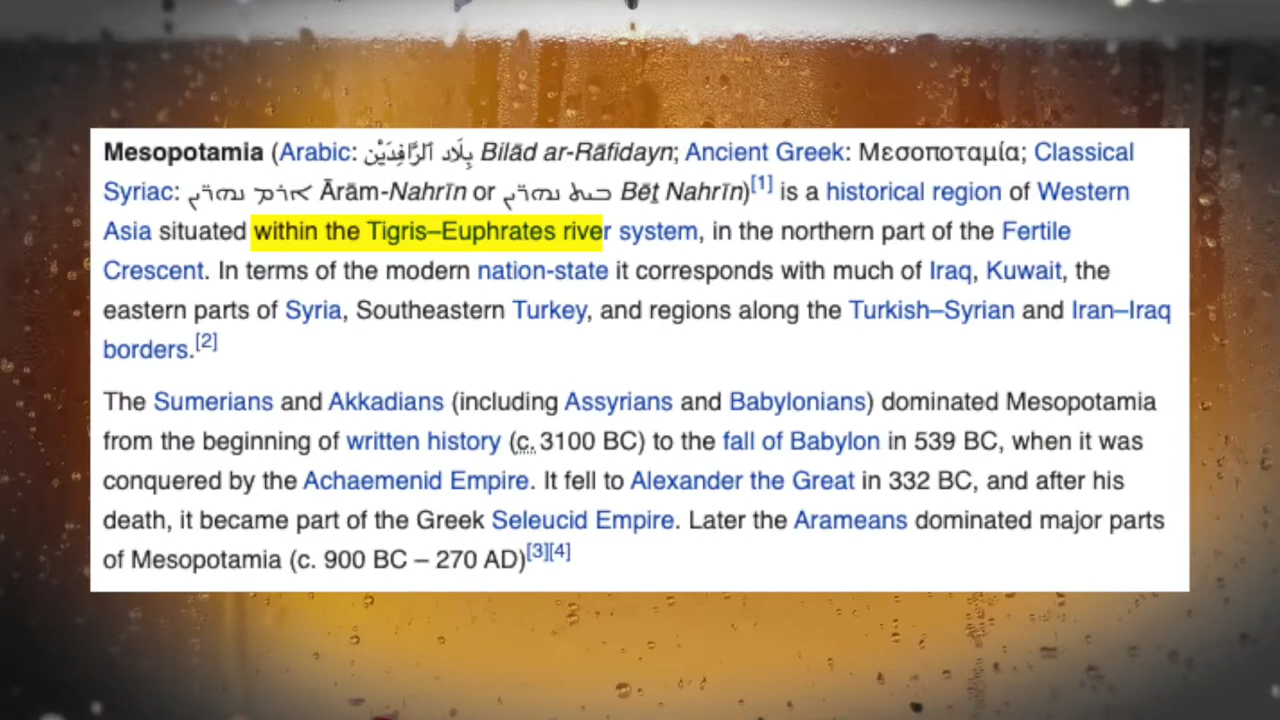 Mesopotamia (Arabic: بِلَاد ٱلرَّافِدَيْن Bilād ar-Rāfidayn; Ancient Greek: Μεσοποταμία; Classical
Syriac: ܐܪܡ ܢܗܪ̈ܝܢ Ārām-Nahrīn or ܒܝܬ ܢܗܪ̈ܝܢ Bēṯ Nahrīn)[1] is a historical region of Western
Asia situated within the Tigris–Euphrates river system, in the northern part of the Fertile
Crescent. In terms of the modern nation-state it corresponds with much of Iraq, Kuwait, the
eastern parts of Syria, Southeastern Turkey, and regions along the Turkish–Syrian and Iran–Iraq
borders.[2]
The Sumerians and Akkadians (including Assyrians and Babylonians) dominated Mesopotamia
from the beginning of written history (c. 3100 BC) to the fall of Babylon in 539 BC, when it was
conquered by the Achaemenid Empire. It fell to Alexander the Great in 332 BC, and after his
death, it became part of the Greek Seleucid Empire. Later the Arameans dominated major parts
of Mesopotamia (c. 900 BC – 270 AD)[3][4]